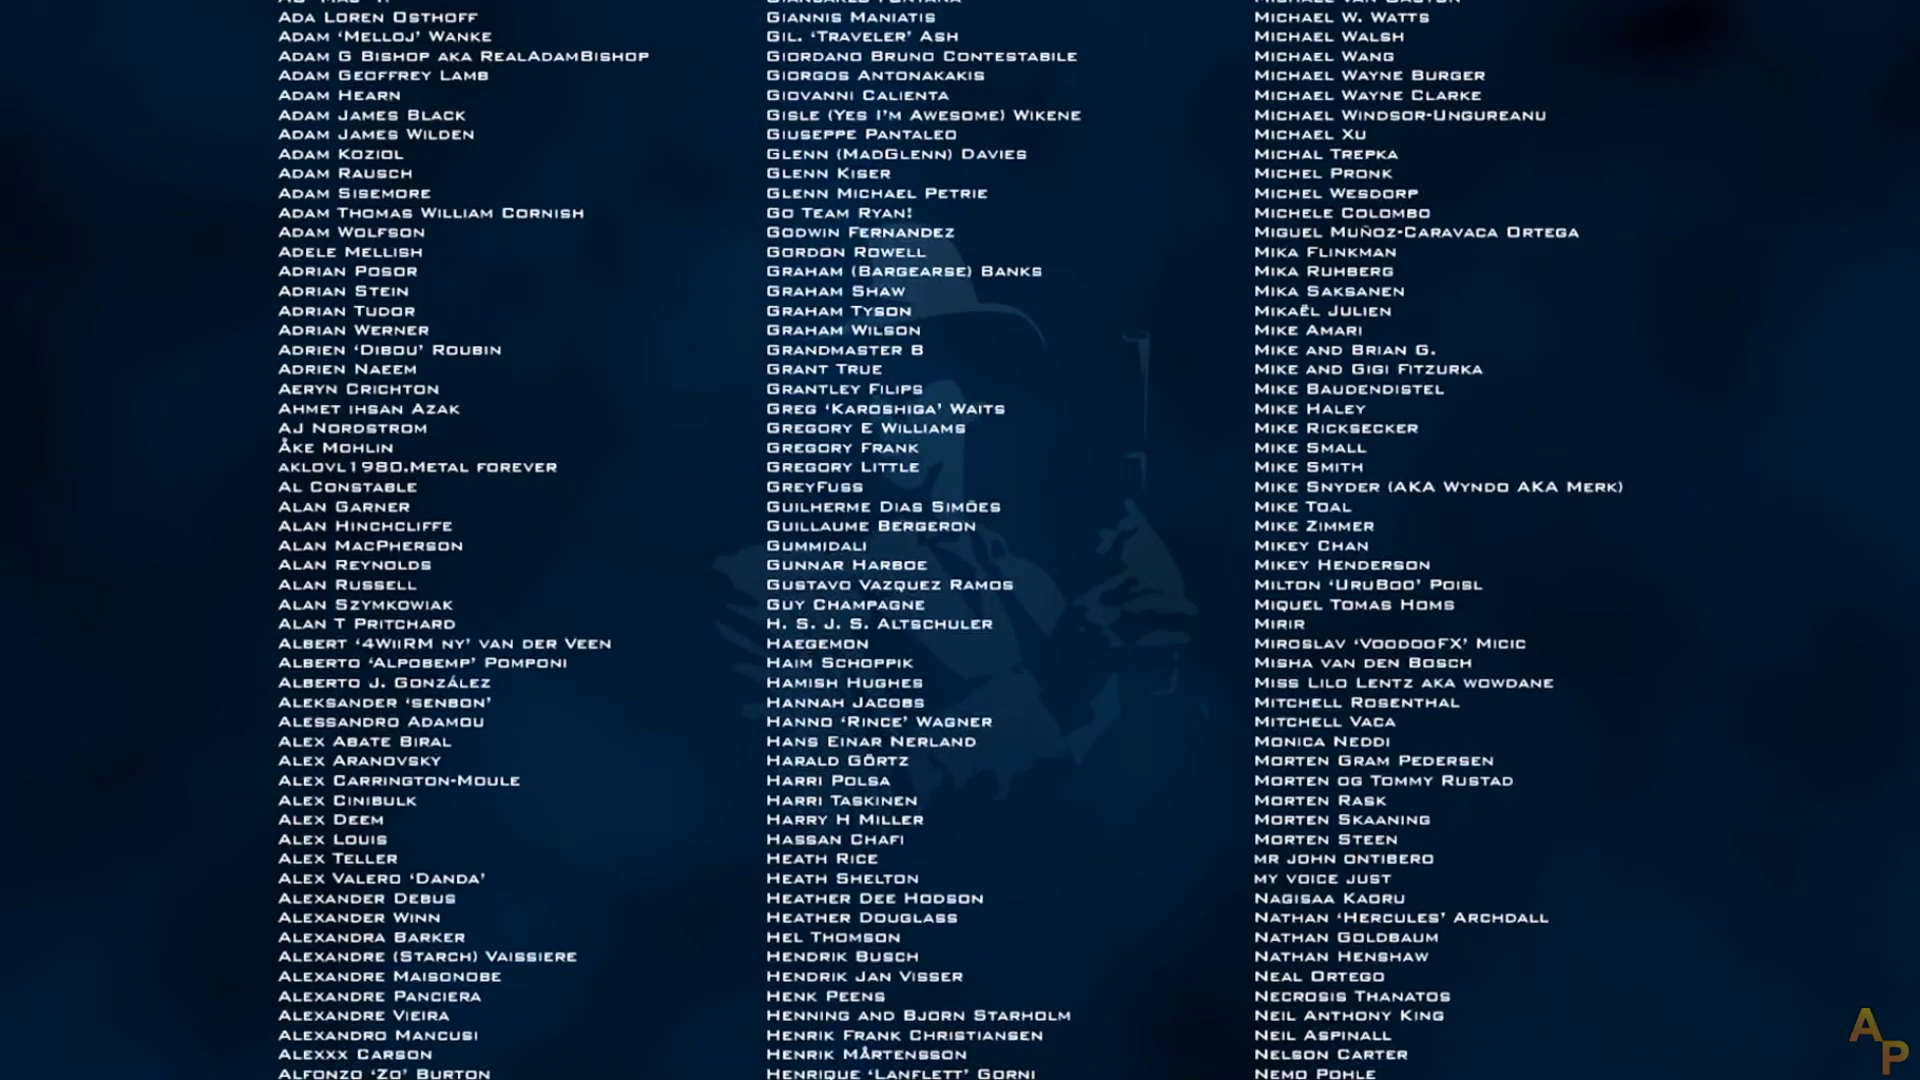 Ada Loren Osthoff
Adam ‘Melloj’ Wanke
Adam G Bishop aka RealAdamBishop
Adam Geoffrey Lamb
Adam Hearn
Adam James Black
Adam James Wilden
Adam Koziol
Adam Rausch
Adam Sisemore
Adam Thomas William Cornish
Adam Wolfson
Adele Mellish
Adrian Posor
Adrian Stein
Adrian Tudor
Adrian Werner
Adrien ‘Dibou’ Roubin
Adrien Naeem
Aeryn Crichton
Ahmet ihsan Azak
AJ Nordstrom
Åke Mohlin
aklovl1980.Metal forever
Al Constable
Alan Garner
Alan Hinchcliffe
Alan MacPherson
Alan Reynolds
Alan Russell
Alan Szymkowiak
Alan T Pritchard
Albert ‘4WiiRM ny’ van der Veen
Alberto ‘Alpobemp’ Pomponi
Alberto J. González
Aleksander ‘senbon’
Alessandro Adamou
Alex Abate Biral
Alex Aranovsky
Alex Carrington-Moule
Alex Cinibulk
Alex Deem
Alex Louis
Alex Teller
Alex Valero ‘Danda’
Alexander Debus
Alexander Winn
Alexandra Barker
Alexandre (Starch) Vaissiere
Alexandre Maisonobe
Alexandre Panciera
Alexandre Vieira
Alexandro Mancusi
Alexxx Carson
Alfonzo ‘Zo’ Burton
Giannis Maniatis
Gil. ‘Traveler’ Ash
Giordano Bruno Contestabile
Giorgos Antonakakis
Giovanni Calienta
Gisle (Yes I’m Awesome) Wikene
Giuseppe Pantaleo
Glenn (MadGlenn) Davies
Glenn Kiser
Glenn Michael Petrie
Go Team Ryan!
Godwin Fernandez
Gordon Rowell
Graham (Bargearse) Banks
Graham Shaw
Graham Tyson
Graham Wilson
Grandmaster B
Grant True
Grantley Filips
Greg ‘Karoshiga’ Waits
Gregory E Williams
Gregory Frank
Gregory Little
GreyFuss
Guilherme Dias Simões
Guillaume Bergeron
Gummidali
Gunnar Harboe
Gustavo Vazquez Ramos
Guy Champagne
H. S. J. S. Altschuler
Haegemon
Haim Schoppik
Hamish Hughes
Hannah Jacobs
Hanno ‘Rince’ Wagner
Hans Einar Nerland
Harald Görtz
Harri Polsa
Harri Taskinen
Harry H Miller
Hassan Chafi
Heath Rice
Heath Shelton
Heather Dee Hodson
Heather Douglass
Hel Thomson
Hendrik Busch
Hendrik Jan Visser
Henk Peens
Henning and Bjorn Starholm
Henrik Frank Christiansen
Henrik Mårtensson
Henrique ‘Lanflett’ Gorni
Michael W. Watts
Michael Walsh
Michael Wang
Michael Wayne Burger
Michael Wayne Clarke
Michael Windsor-Ungureanu
Michael Xu
Michal Trepka
Michel Pronk
Michel Wesdorp
Michele Colombo
Miguel Muñoz-Caravaca Ortega
Mika Flinkman
Mika Ruhberg
Mika Saksanen
Mikaël Julien
Mike Amari
Mike and Brian G.
Mike and Gigi Fitzurka
Mike Baudendistel
Mike Haley
Mike Ricksecker
Mike Small
Mike Smith
Mike Snyder (AKA Wyndo AKA Merk)
Mike Toal
Mike Zimmer
Mikey Chan
Mikey Henderson
Milton ‘UruBoo’ Poisl
Miquel Tomas Homs
Mirir
Miroslav ‘VoodooFX’ Micic
Misha van den Bosch
Miss Lilo Lentz aka wowdane
Mitchell Rosenthal
Mitchell Vaca
Monica Neddi
Morten Gram Pedersen
Morten og Tommy Rustad
Morten Rask
Morten Skaaning
Morten Steen
mr john ontibero
my voice just
Nagisaa Kaoru
Nathan ‘Hercules’ Archdall
Nathan Goldbaum
Nathan Henshaw
Neal Ortego
Necrosis Thanatos
Neil Anthony King
Neil Aspinall
Nelson Carter
Nemo Pohle
AP